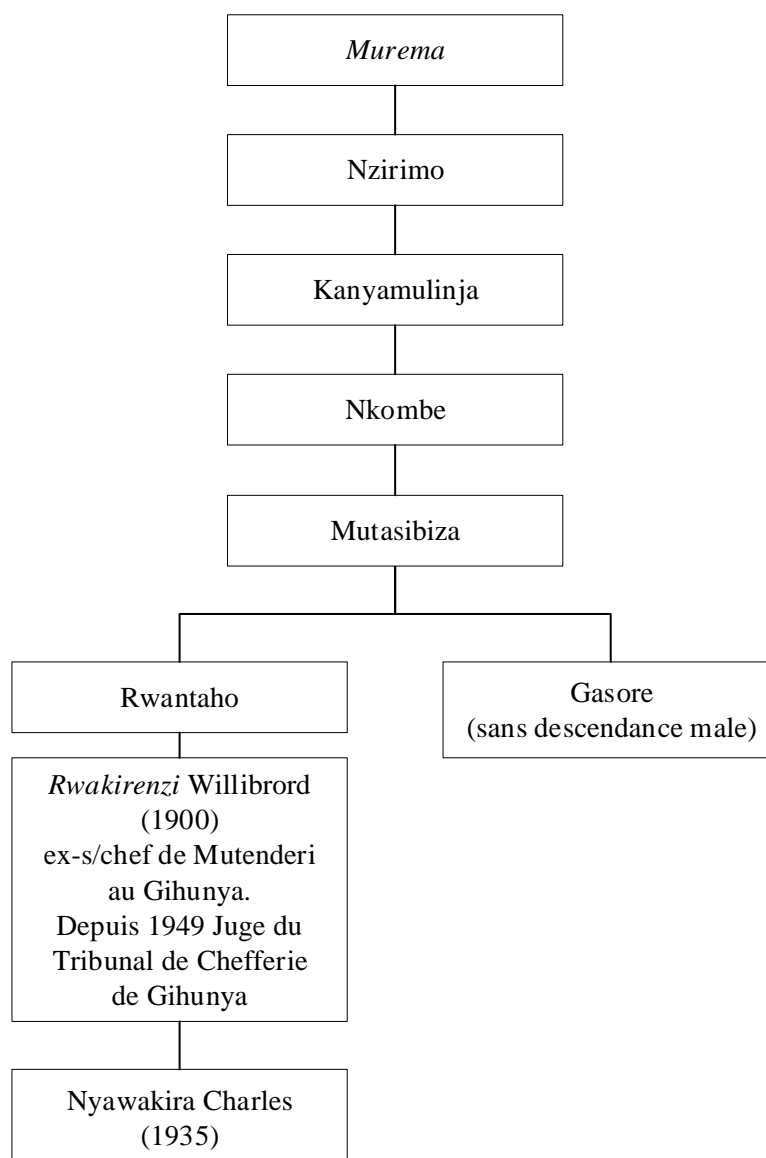 Murema
Nzirimo
Kanyamulinja
Nkombe
Mutasibiza
Rwantaho
Gasore
(sans descendance male)
Rwakirenzi Willibrord
(1900)
ex-s/chef de Mutenderi
au Gihunya.
Depuis 1949 Juge du
Tribunal de Chefferie
de Gihunya
Nyawakira Charles
(1935)